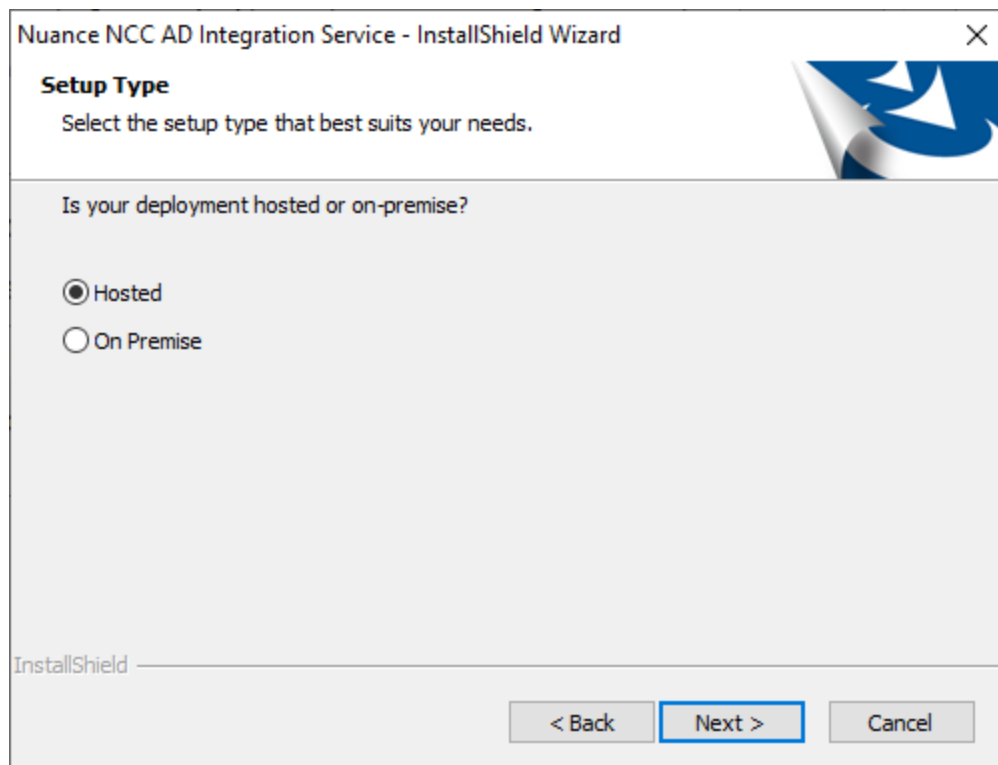 Nuance NCC AD Integration Service - InstallShield Wizard
Setup Type
Select the setup type that best suits your needs.
Is your deployment hosted or on-premise?
Hosted
On Premise
InstallShield
< Back Next > Cancel